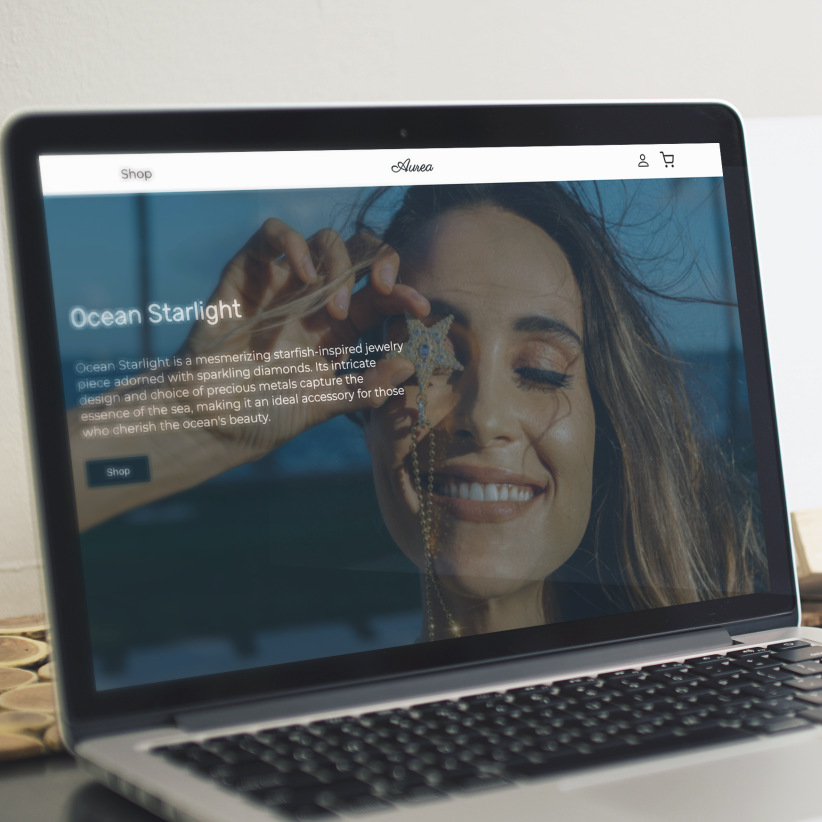 Shop
Aurea
Ocean Starlight
Ocean Starlight is a mesmerizing starfish-inspired jewelry
piece adorned with sparkling diamonds. Its intricate
design and choice of precious metals capture the
essence of the sea, making it an ideal accessory for those
who cherish the ocean's beauty.
Shop